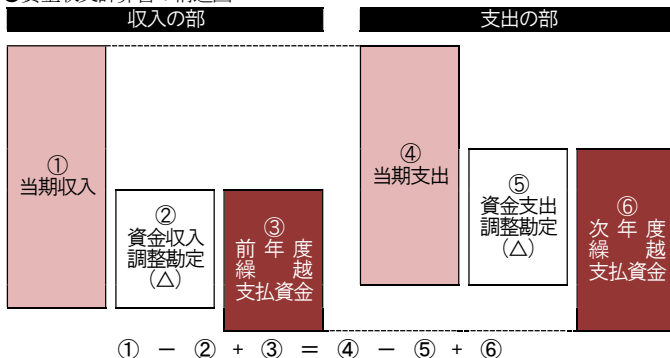 収入の部
支出の部
①
当期収入
②
資金収入
調整勘定
(△)
③
前年度
繰越
支払資金
④
当期支出
⑤
資金支出
調整勘定
(△)
⑥
次年度
繰越
支払資金
① − ② + ③ = ④ − ⑤ + ⑥